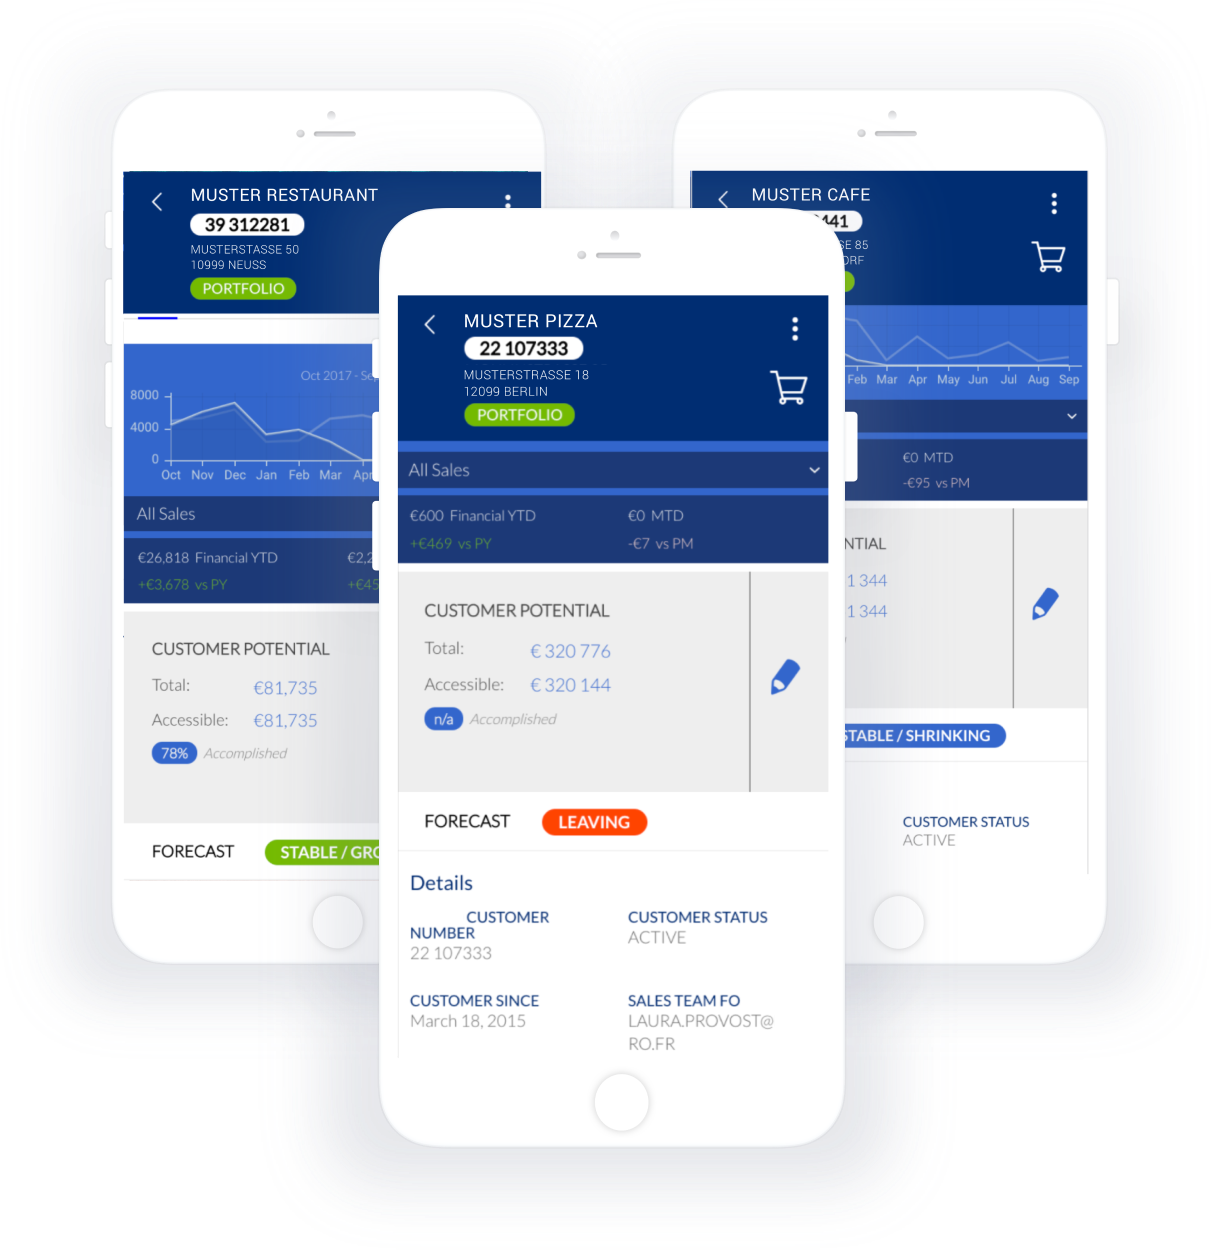 MUSTER RESTAURANT
39 312281
MUSTERSTASSE 50
10999 NEUSS
PORTFOLIO
Oct 2017 - Se
8000
4000
0
Oct Nov Dec Jan Feb Mar Apr
All Sales
€26,818 Financial YTD €2,2
+€3,678 vs PY +€45
CUSTOMER POTENTIAL
Total: €81,735
Accessible: €81,735
78% Accomplished
FORECAST STABLE / GRO
MUSTER PIZZA
22 107333
MUSTERSTRASSE 18
12099 BERLIN
PORTFOLIO
All Sales
€600 Financial YTD €0 MTD
+€469 vs PY -€7 vs PM
CUSTOMER POTENTIAL
Total: € 320 776
Accessible: € 320 144
n/a Accomplished
FORECAST LEAVING
Details
CUSTOMER
NUMBER
22 107333
CUSTOMER STATUS
ACTIVE
CUSTOMER SINCE
March 18, 2015
SALES TEAM FO
LAURA.PROVOST@
RO.FR
MUSTER CAFE
441
SE 85
ORF
Feb Mar Apr May Jun Jul Aug Sep
€0 MTD
-€95 vs PM
NTIAL
1 344
1 344
STABLE / SHRINKING
CUSTOMER STATUS
ACTIVE